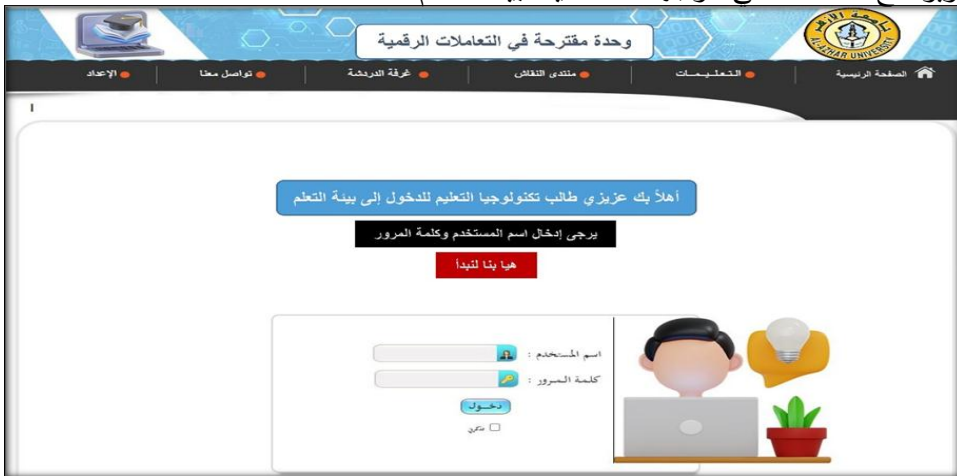 وحدة مقترحة في التعاملات الرقمية
AL-AZHAR UNIVERSITY
الصفحة الرئيسية
التعليمات
منتدى النقاش
غرفة الدردشة
تواصل معنا
الإعداد
أهلاً بك عزيزي طالب تكنولوجيا التعليم للدخول إلى بيئة التعلم
يرجى إدخال اسم المستخدم وكلمة المرور
هيا بنا لنبدأ
اسم المستخدم :
كلمة المرور :
دخول